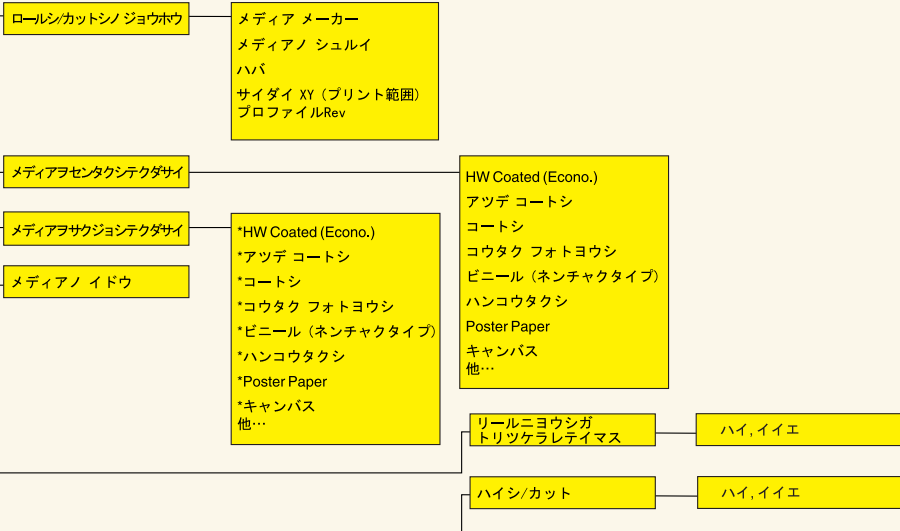 ロールシ/カットシノ ジョウホウ
メディア メーカー
メディアノ シュルイ
ハバ
サイダイ XY（プリント範囲）
プロファイルRev
メディアヲセンタクシテクダサイ
HW Coated (Econo.)
アツデ コートシ
コートシ
コウタク フォトヨウシ
ビニール（ネンチャクタイプ）
ハンコウタクシ
Poster Paper
キャンバス
他…
メディアヲサクジョシテクダサイ
*HW Coated (Econo.)
*アツデ コートシ
*コートシ
*コウタク フォトヨウシ
*ビニール（ネンチャクタイプ）
*ハンコウタクシ
*Poster Paper
*キャンバス
他…
メディアノ イドウ
リールニヨウシガ
トリツケラレテイマス
ハイ, イイエ
ハイシ/カット
ハイ, イイエ